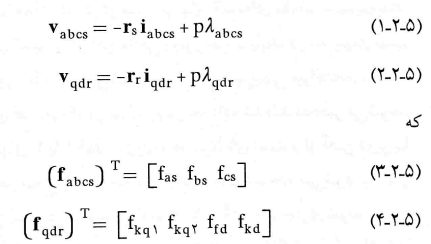 v_abcs = -r_s i_abcs + pλ_abcs (۱-۲-۵)
v_qdr = -r_r i_qdr + pλ_qdr (۲-۲-۵)
که
(f_abcs)^T = [f_as f_bs f_cs] (۳-۲-۵)
(f_qdr)^T = [f_kq۱ f_kq۲ f_fd f_kd] (۴-۲-۵)